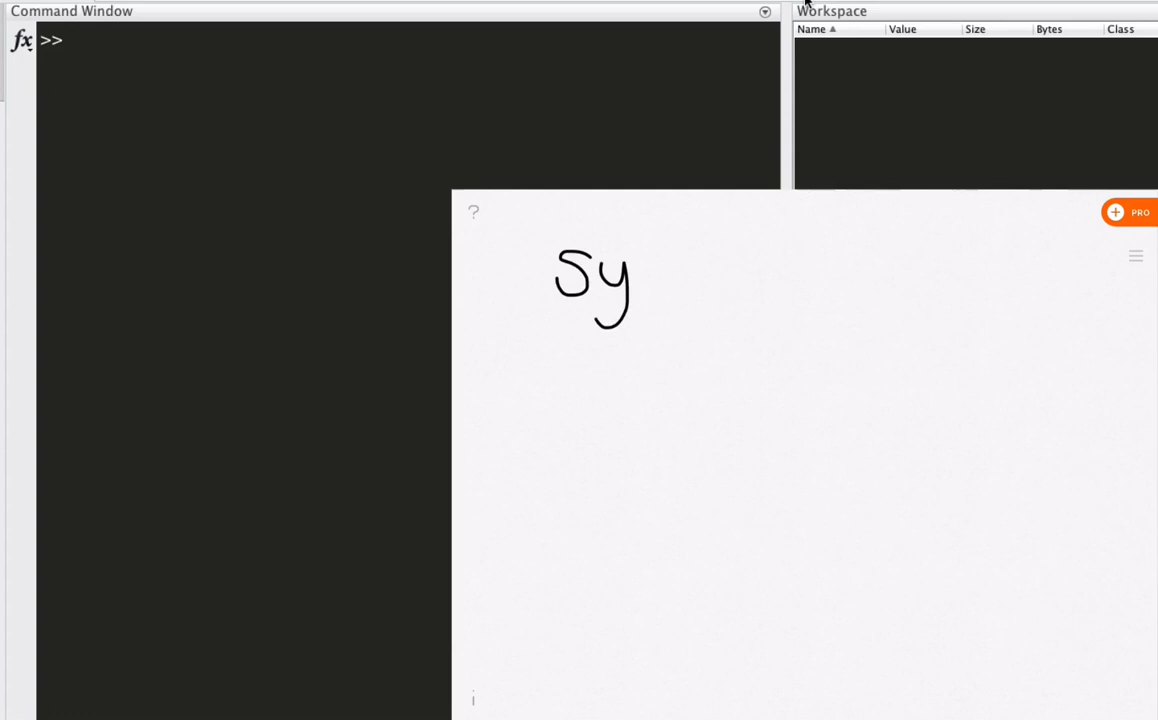 Command Window
Workspace
fx >>
Name Value Size Bytes Class
?
PRO
Sy
i